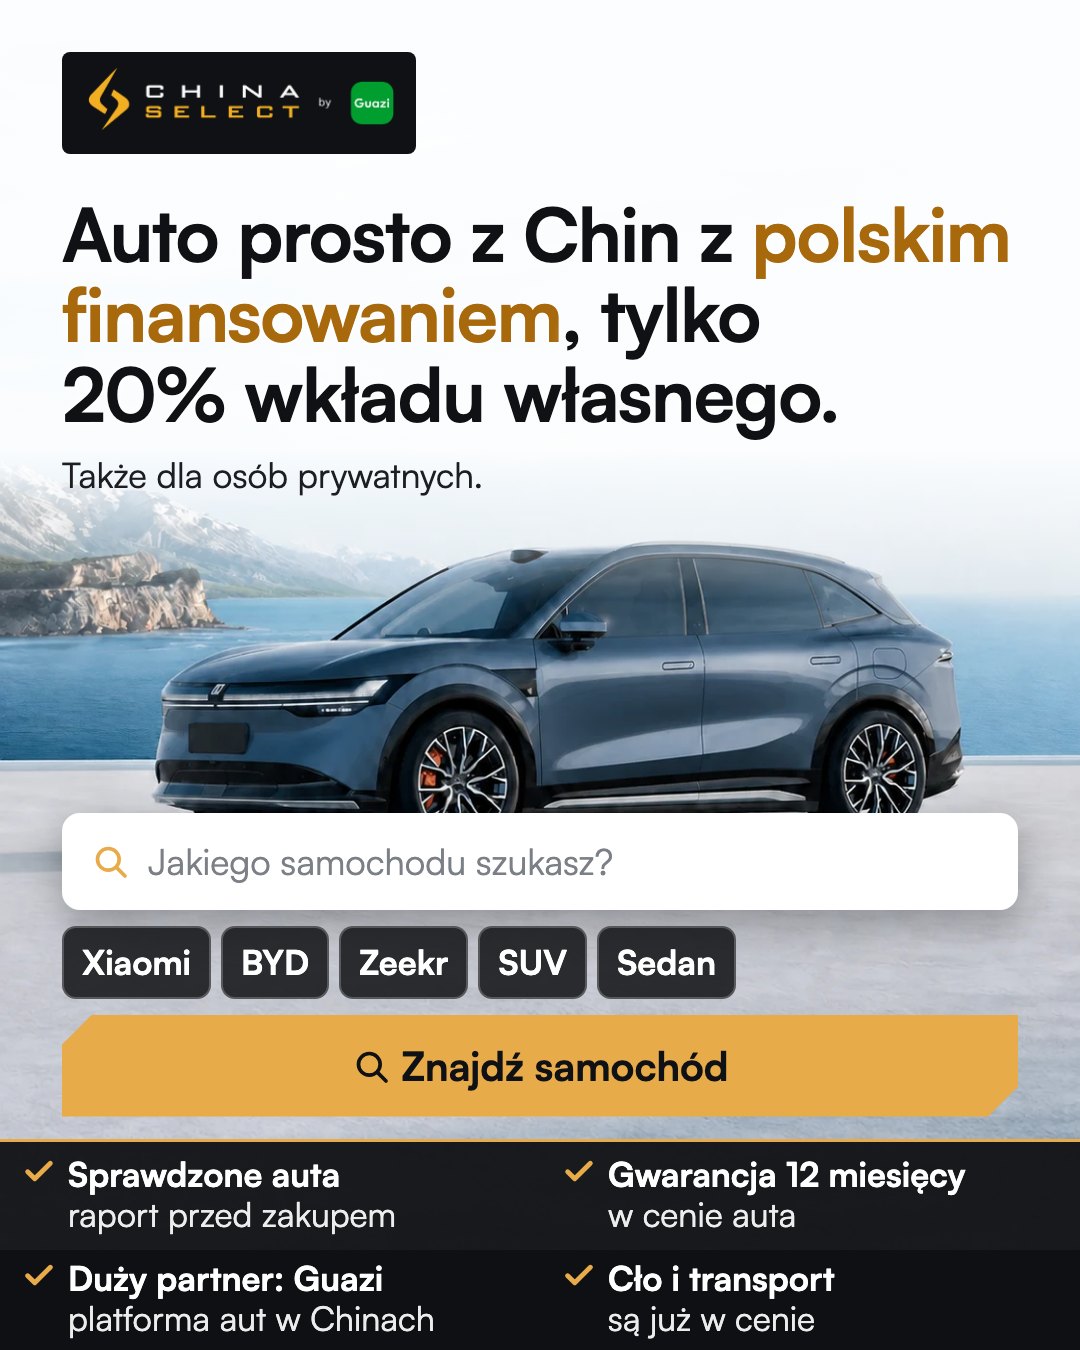 CHINA
SELECT
by
Guazi
Auto prosto z Chin z polskim
finansowaniem, tylko
20% wkładu własnego.
Także dla osób prywatnych.
Jakiego samochodu szukasz?
Xiaomi
BYD
Zeekr
SUV
Sedan
Znajdź samochód
Sprawdzone auta
raport przed zakupem
Gwarancja 12 miesięcy
w cenie auta
Duży partner: Guazi
platforma aut w Chinach
Cło i transport
są już w cenie